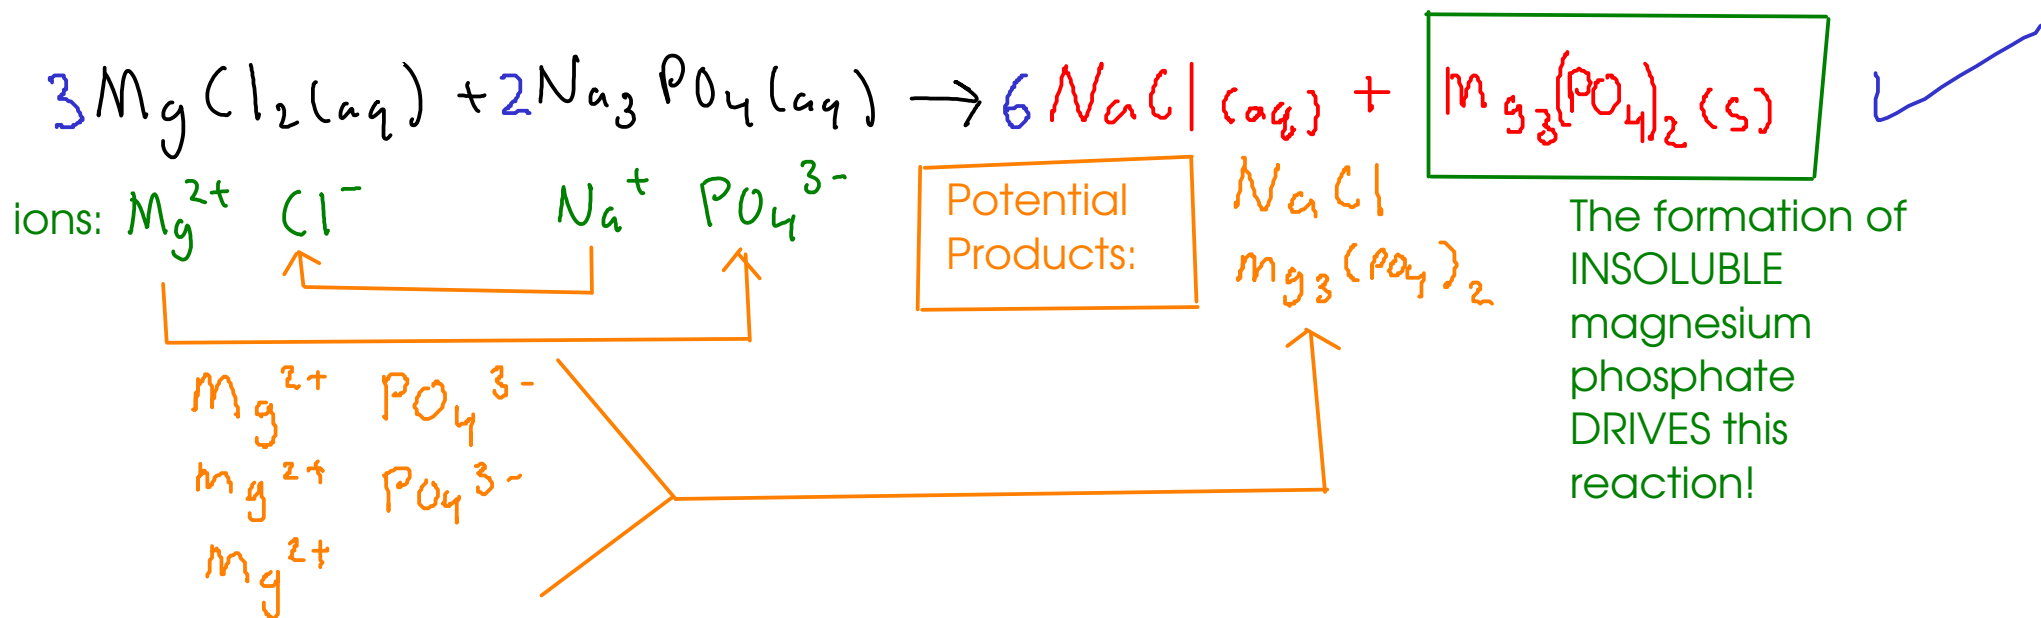 3MgCl₂(aq) + 2Na₃PO₄(aq) → 6NaCl(aq) + Mg₃(PO₄)₂(s)
ions: Mg²⁺ Cl⁻ Na⁺ PO₄³⁻
Potential
Products:
NaCl
Mg₃(PO₄)₂
The formation of
INSOLUBLE
magnesium
phosphate
DRIVES this
reaction!
Mg²⁺ PO₄³⁻
Mg²⁺ PO₄³⁻
Mg²⁺